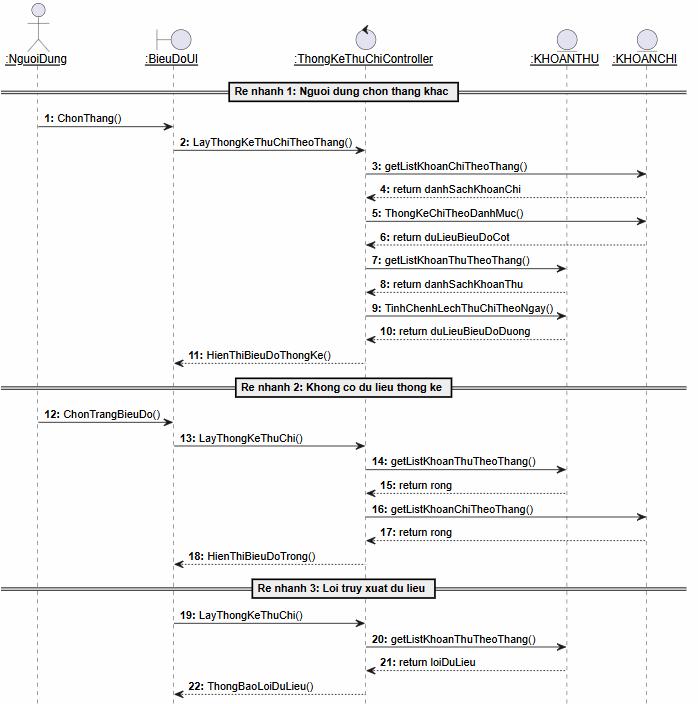 :NguoiDung
:BieuDoUI
:ThongKeThuChiController
:KHOANTHU
:KHOANCHI
Re nhanh 1: Nguoi dung chon thang khac
1: ChonThang()
2: LayThongKeThuChiTheoThang()
3: getListKhoanChiTheoThang()
4: return danhSachKhoanChi
5: ThongKeChiTheoDanhMuc()
6: return duLieuBieuDoCot
7: getListKhoanThuTheoThang()
8: return danhSachKhoanThu
9: TinhChenhLechThuChiTheoNgay()
10: return duLieuBieuDoDuong
11: HienThiBieuDoThongKe()
Re nhanh 2: Khong co du lieu thong ke
12: ChonTrangBieuDo()
13: LayThongKeThuChi()
14: getListKhoanThuTheoThang()
15: return rong
16: getListKhoanChiTheoThang()
17: return rong
18: HienThiBieuDoTrong()
Re nhanh 3: Loi truy xuat du lieu
19: LayThongKeThuChi()
20: getListKhoanThuTheoThang()
21: return loiDuLieu
22: ThongBaoLoiDuLieu()